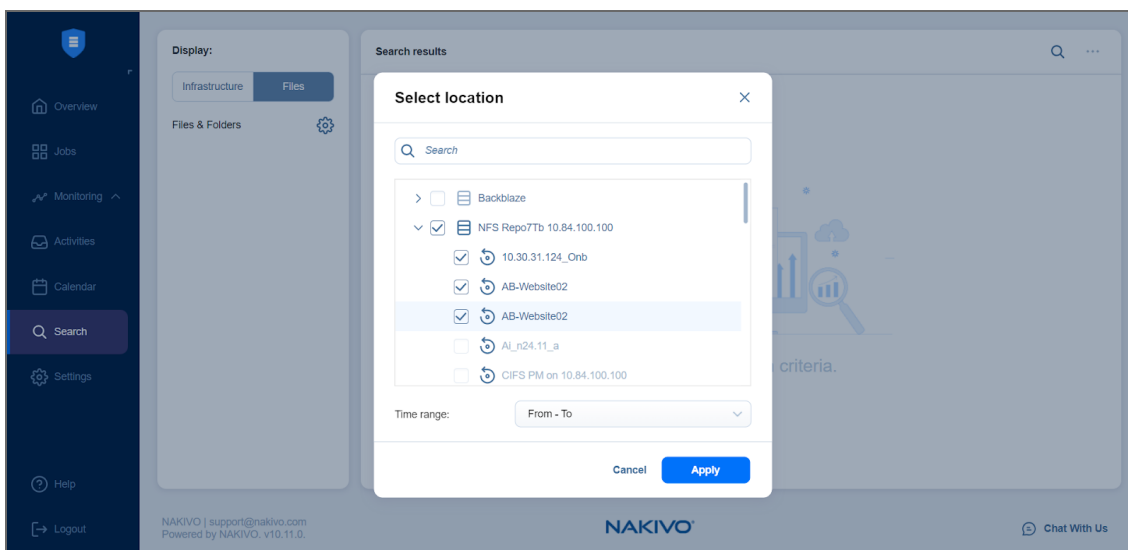 Display:
Infrastructure
Files
Files & Folders
Overview
Jobs
Monitoring
Activities
Calendar
Search
Settings
Help
Logout
Search results
Select location
Search
Backblaze
NFS Repo7Tb 10.84.100.100
10.30.31.124_Onb
AB-Website02
AB-Website02
Ai_n24.11_a
CIFS PM on 10.84.100.100
Time range:
From - To
Cancel
Apply
criteria.
NAKIVO | support@nakivo.com
Powered by NAKIVO. v10.11.0.
NAKIVO®
Chat With Us